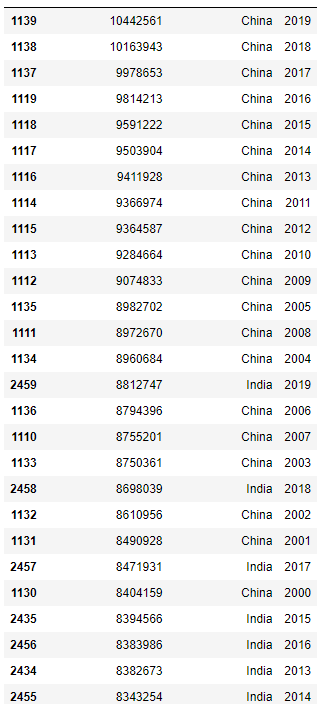 1139 10442561 China 2019
1138 10163943 China 2018
1137 9978653 China 2017
1119 9814213 China 2016
1118 9591222 China 2015
1117 9503904 China 2014
1116 9411928 China 2013
1114 9366974 China 2011
1115 9364587 China 2012
1113 9284664 China 2010
1112 9074833 China 2009
1135 8982702 China 2005
1111 8972670 China 2008
1134 8960684 China 2004
2459 8812747 India 2019
1136 8794396 China 2006
1110 8755201 China 2007
1133 8750361 China 2003
2458 8698039 India 2018
1132 8610956 China 2002
1131 8490928 China 2001
2457 8471931 India 2017
1130 8404159 China 2000
2435 8394566 India 2015
2456 8383986 India 2016
2434 8382673 India 2013
2455 8343254 India 2014